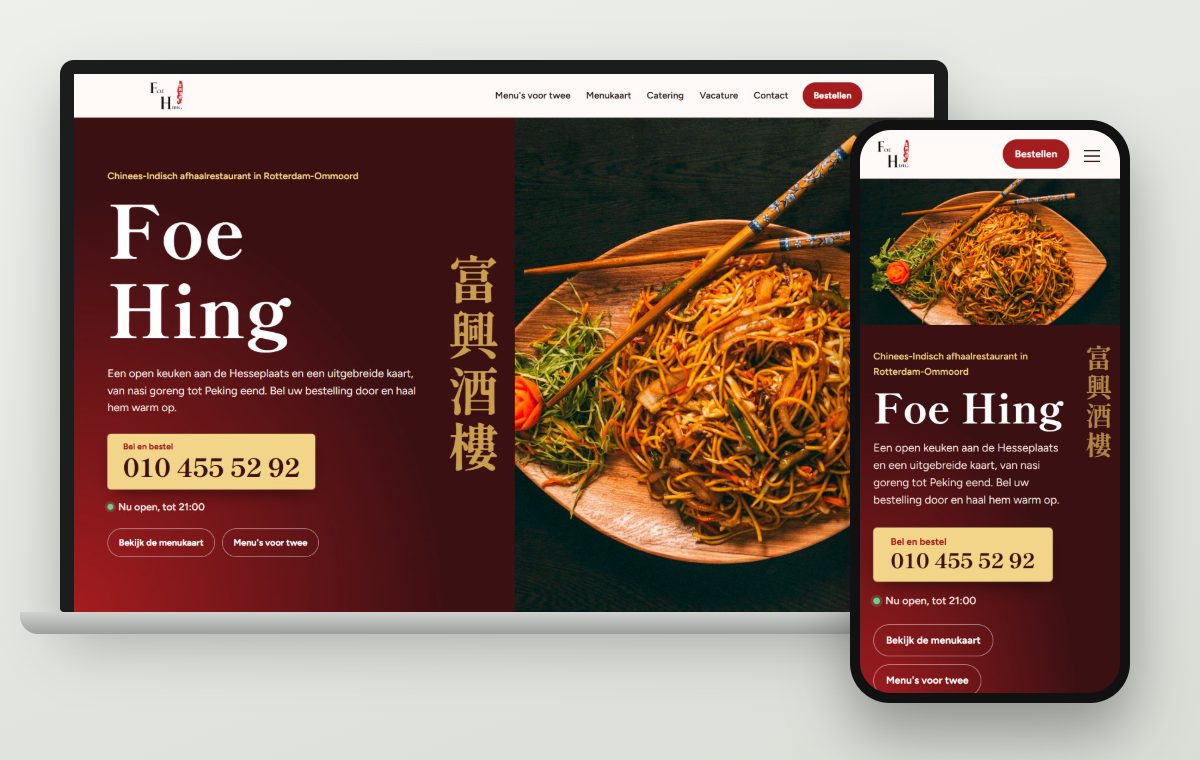 Foe
Hing
Menu's voor twee
Menukaart
Catering
Vacature
Contact
Bestellen
Chinees-Indisch afhaalrestaurant in Rotterdam-Ommoord
Foe
Hing
富
興
酒
樓
Een open keuken aan de Hesseplaats en een uitgebreide kaart,
van nasi goreng tot Peking eend. Bel uw bestelling door en haal
hem warm op.
Bel en bestel
010 455 52 92
Nu open, tot 21:00
Bekijk de menukaart
Menu's voor twee
Foe
Hing
Bestellen
Chinees-Indisch afhaalrestaurant in
Rotterdam-Ommoord
Foe Hing
富
興
酒
樓
Een open keuken aan de Hesseplaats
en een uitgebreide kaart, van nasi
goreng tot Peking eend. Bel uw
bestelling door en haal hem warm op.
Bel en bestel
010 455 52 92
Nu open, tot 21:00
Bekijk de menukaart
Menu's voor twee